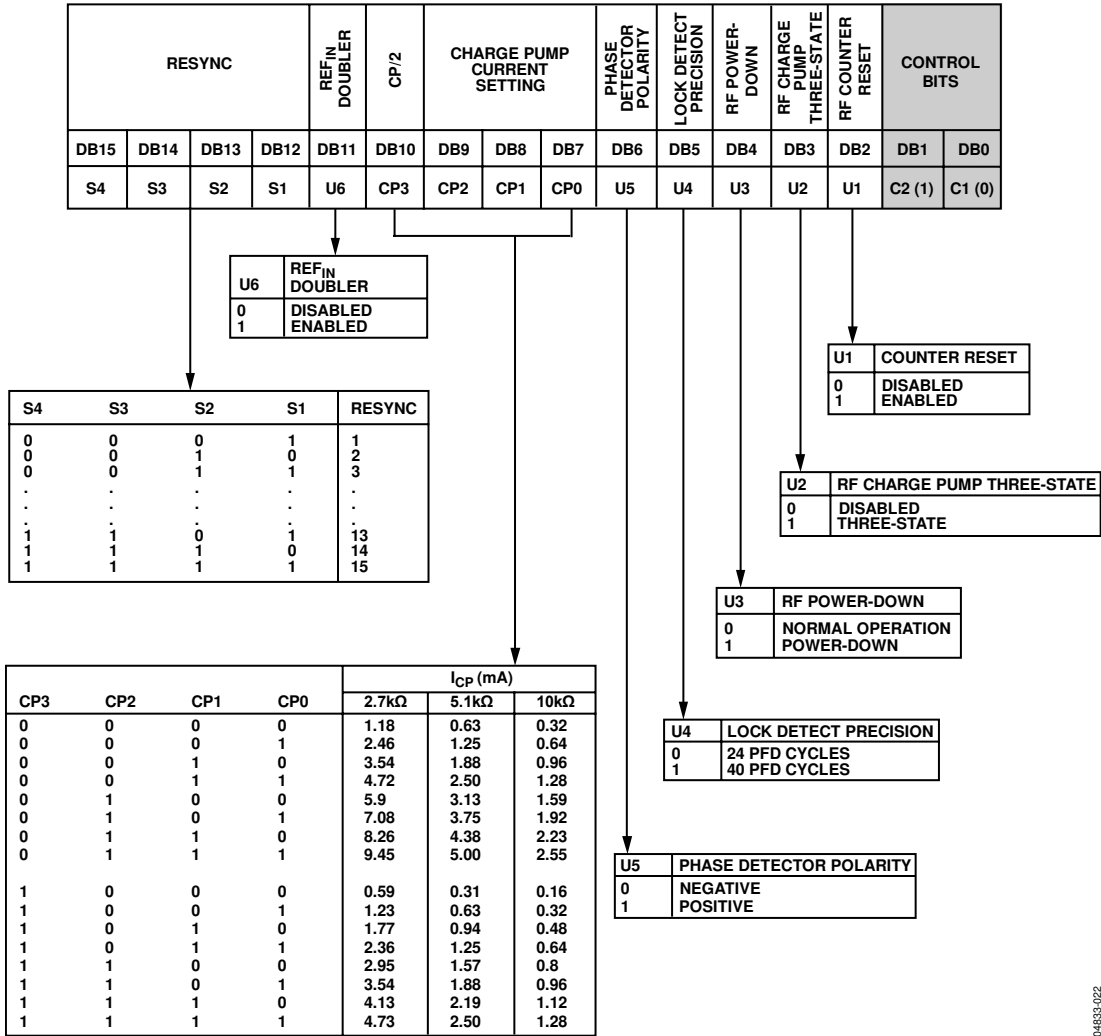 RESYNC
REFIN DOUBLER
CP/2
CHARGE PUMP
CURRENT
SETTING
PHASE
DETECTOR
POLARITY
LOCK DETECT
PRECISION
RF POWER-
DOWN
RF CHARGE
PUMP
THREE-STATE
RF COUNTER
RESET
CONTROL
BITS
DB15 DB14 DB13 DB12 DB11 DB10 DB9 DB8 DB7 DB6 DB5 DB4 DB3 DB2 DB1 DB0
S4 S3 S2 S1 U6 CP3 CP2 CP1 CP0 U5 U4 U3 U2 U1 C2 (1) C1 (0)
U6 REFIN DOUBLER
0 DISABLED
1 ENABLED
U1 COUNTER RESET
0 DISABLED
1 ENABLED
S4 S3 S2 S1 RESYNC
0 0 0 1 1
0 0 1 0 2
0 0 1 1 3
. . . . .
. . . . .
. . . . .
1 1 0 1 13
1 1 1 0 14
1 1 1 1 15
U2 RF CHARGE PUMP THREE-STATE
0 DISABLED
1 THREE-STATE
U3 RF POWER-DOWN
0 NORMAL OPERATION
1 POWER-DOWN
ICP (mA)
CP3 CP2 CP1 CP0 2.7kΩ 5.1kΩ 10kΩ
0 0 0 0 1.18 0.63 0.32
0 0 0 1 2.46 1.25 0.64
0 0 1 0 3.54 1.88 0.96
0 0 1 1 4.72 2.50 1.28
0 1 0 0 5.9 3.13 1.59
0 1 0 1 7.08 3.75 1.92
0 1 1 0 8.26 4.38 2.23
0 1 1 1 9.45 5.00 2.55
1 0 0 0 0.59 0.31 0.16
1 0 0 1 1.23 0.63 0.32
1 0 1 0 1.77 0.94 0.48
1 0 1 1 2.36 1.25 0.64
1 1 0 0 2.95 1.57 0.8
1 1 0 1 3.54 1.88 0.96
1 1 1 0 4.13 2.19 1.12
1 1 1 1 4.73 2.50 1.28
U4 LOCK DETECT PRECISION
0 24 PFD CYCLES
1 40 PFD CYCLES
U5 PHASE DETECTOR POLARITY
0 NEGATIVE
1 POSITIVE
04833-022